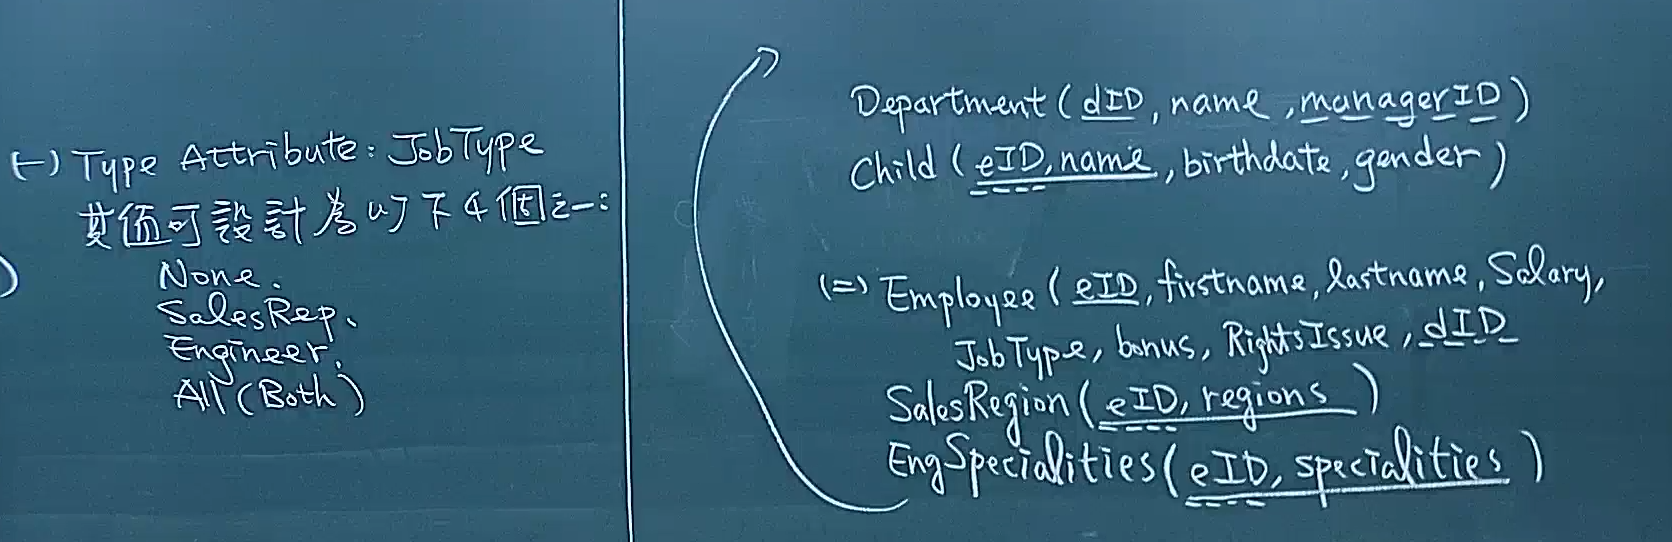 (一) Type Attribute: JobType
其值可設計為以下4個之一:
None、
SalesRep、
Engineer、
All(Both)
Department(dID, name, managerID)
Child(eID, name, birthdate, gender)
(二) Employee(eID, firstname, lastname, Salary,
JobType, bonus, RightsIssue, dID
SalesRegion(eID, regions)
EngSpecialities(eID, specialities)